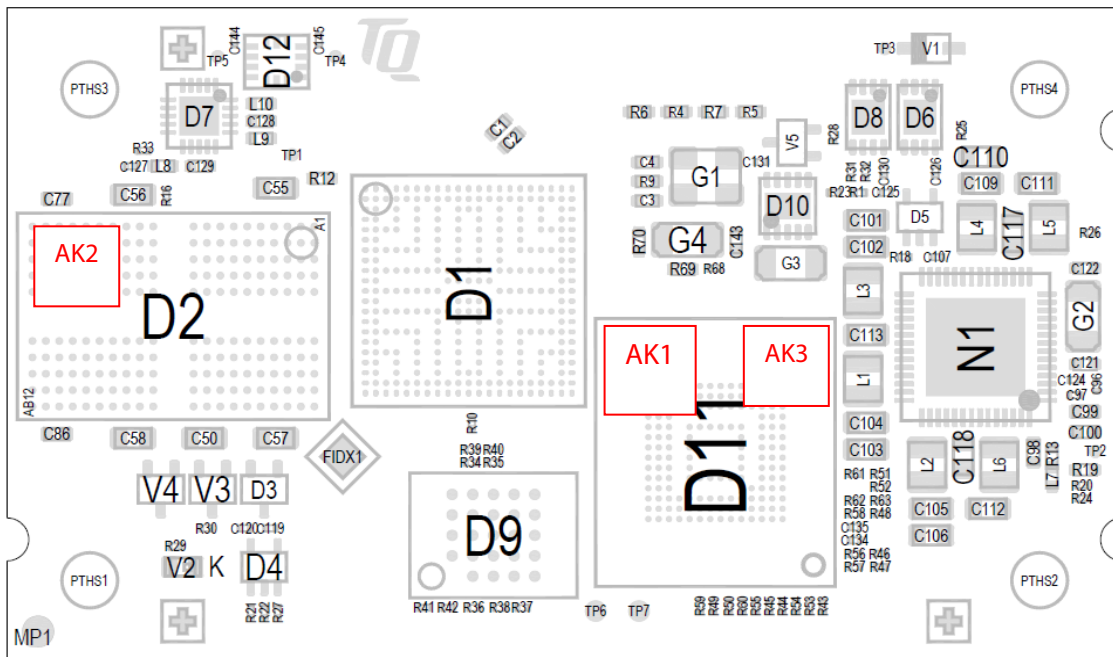 C144 C145
D12
TP5 TP4
TQ
TP3 V1
PTHS3 PTHS4
D7
L10
C128
L9
R33
C127 L8 C129
TP1
C1
C2
R6 R4 R7 R5
V5
R28
D8 D6
R25
C110
C4
R9
C3
G1
C131
R31
R32
C130
C126
C109 C111
C77 C56 R16 C55 R12
D10
R23 R1 C125
C101
D5
L4 C117 L5
R26
A1
AK2
D2
AB12
D1
R70 G4 C143
R69 R68
G3
C102
R18 C107
C122
L3
G2
C113
N1
AK1 AK3
D11
L1
C121
C124
C96
C97
C99
C104
C100
C103
C86 C58 C50 C57
R10
R39 R40
R34 R35
FIDX1
L2 C118 L6
C98
R13
L7
TP2
R19
R20
R24
V4 V3 D3
R61 R51
R52
R62 R63
R58 R48
C135
C134
R56 R46
R57 R47
C105 C112
C106
R30 C120 C119
D9
R29
V2 K D4
PTHS1 PTHS2
R21
R22
R27
R41 R42 R36 R38 R37
TP6 TP7
R59
R49
R50
R60
R55
R45
R44
R54
R53
R43
MP1